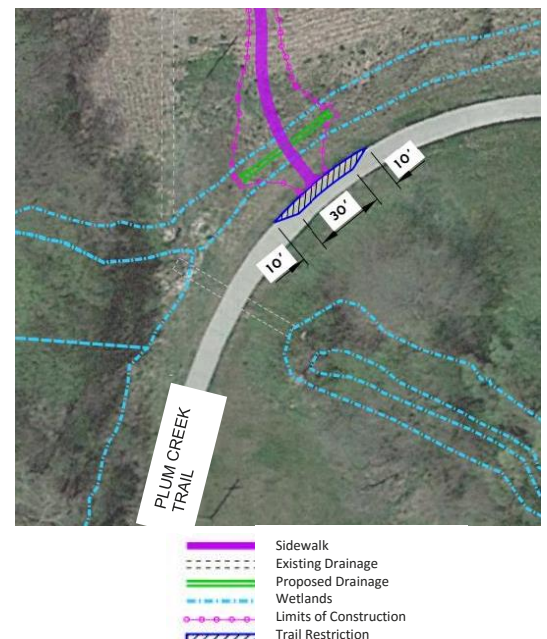 10'
30'
10'
PLUM CREEK
TRAIL
Sidewalk
Existing Drainage
Proposed Drainage
Wetlands
Limits of Construction
Trail Restriction